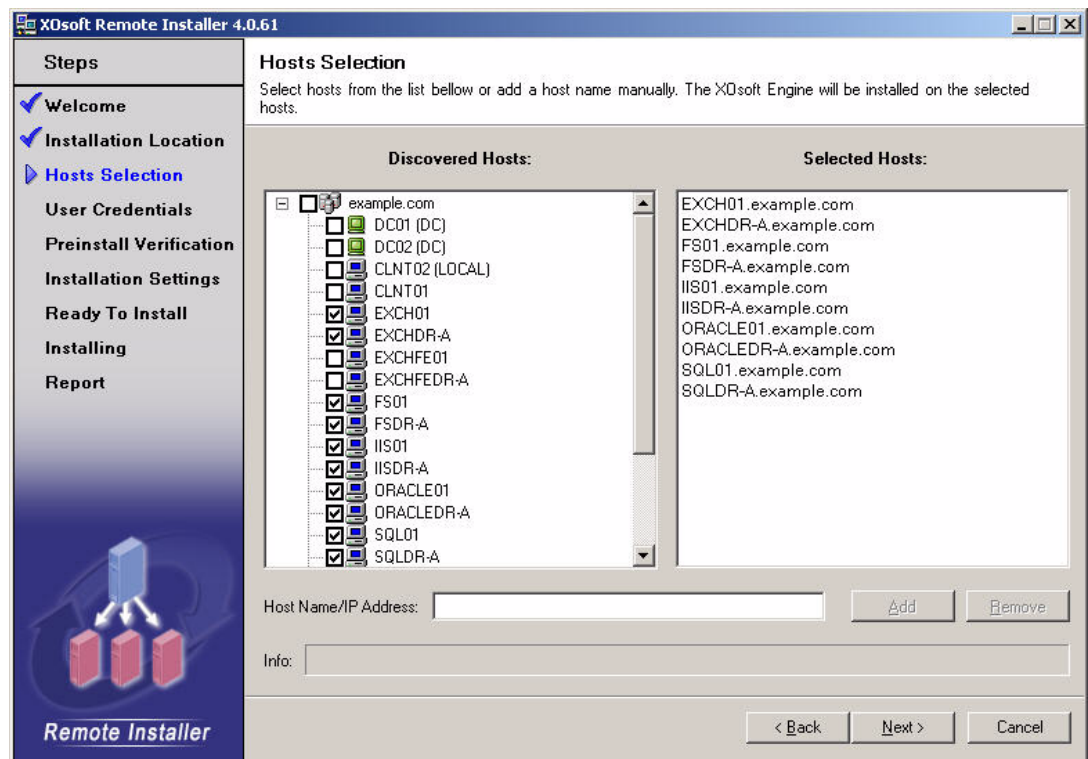 XOsoft Remote Installer 4.0.61
Steps
Welcome
Installation Location
Hosts Selection
User Credentials
Preinstall Verification
Installation Settings
Ready To Install
Installing
Report
Remote Installer
Hosts Selection
Select hosts from the list bellow or add a host name manually. The XOsoft Engine will be installed on the selected
hosts.
Discovered Hosts:
example.com
DC01 (DC)
DC02 (DC)
CLNT02 (LOCAL)
CLNT01
EXCH01
EXCHDR-A
EXCHFE01
EXCHFEDR-A
FS01
FSDR-A
IIS01
IISDR-A
ORACLE01
ORACLEDR-A
SQL01
SQLDR-A
Selected Hosts:
EXCH01.example.com
EXCHDR-A.example.com
FS01.example.com
FSDR-A.example.com
IIS01.example.com
IISDR-A.example.com
ORACLE01.example.com
ORACLEDR-A.example.com
SQL01.example.com
SQLDR-A.example.com
Host Name/IP Address:
Add
Remove
Info:
< Back
Next >
Cancel